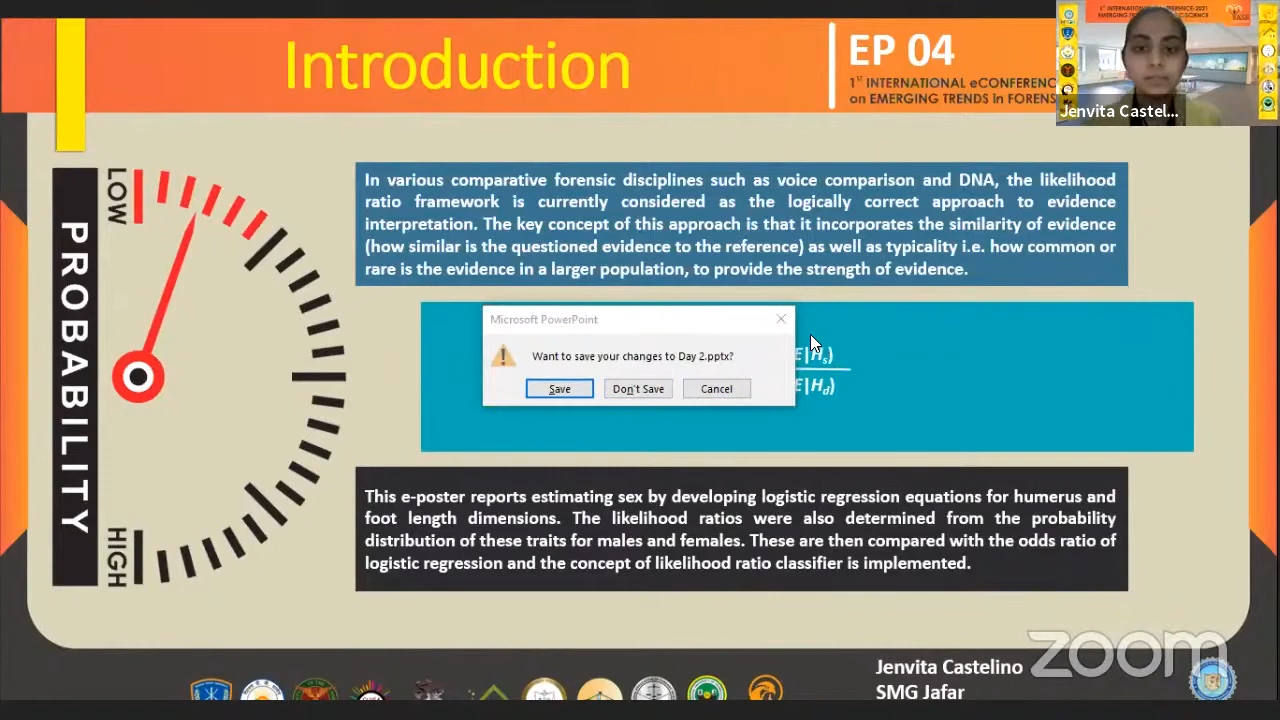 Introduction
EP 04
1ST INTERNATIONAL eCONFERENC
on EMERGING TRENDS in FORENS
Jenvita Castel...
LOW
PROBABILITY
HIGH
In various comparative forensic disciplines such as voice comparison and DNA, the likelihood
ratio framework is currently considered as the logically correct approach to evidence
interpretation. The key concept of this approach is that it incorporates the similarity of evidence
(how similar is the questioned evidence to the reference) as well as typicality i.e. how common or
rare is the evidence in a larger population, to provide the strength of evidence.
Microsoft PowerPoint
Want to save your changes to Day 2.pptx?
Save
Don't Save
Cancel
E|Hs)
E|Hd)
This e-poster reports estimating sex by developing logistic regression equations for humerus and
foot length dimensions. The likelihood ratios were also determined from the probability
distribution of these traits for males and females. These are then compared with the odds ratio of
logistic regression and the concept of likelihood ratio classifier is implemented.
Jenvita Castelino
SMG Jafar
zoom